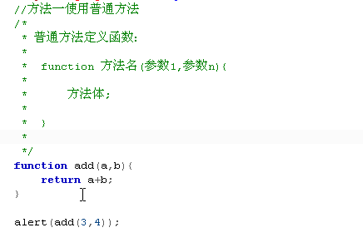 //方法一使用普通方法
/*
* 普通方法定义函数:
*
* function 方法名(参数1,参数n){
*
* 方法体;
*
* }
*
*/
function add(a,b){
return a+b;
}
alert(add(3,4));